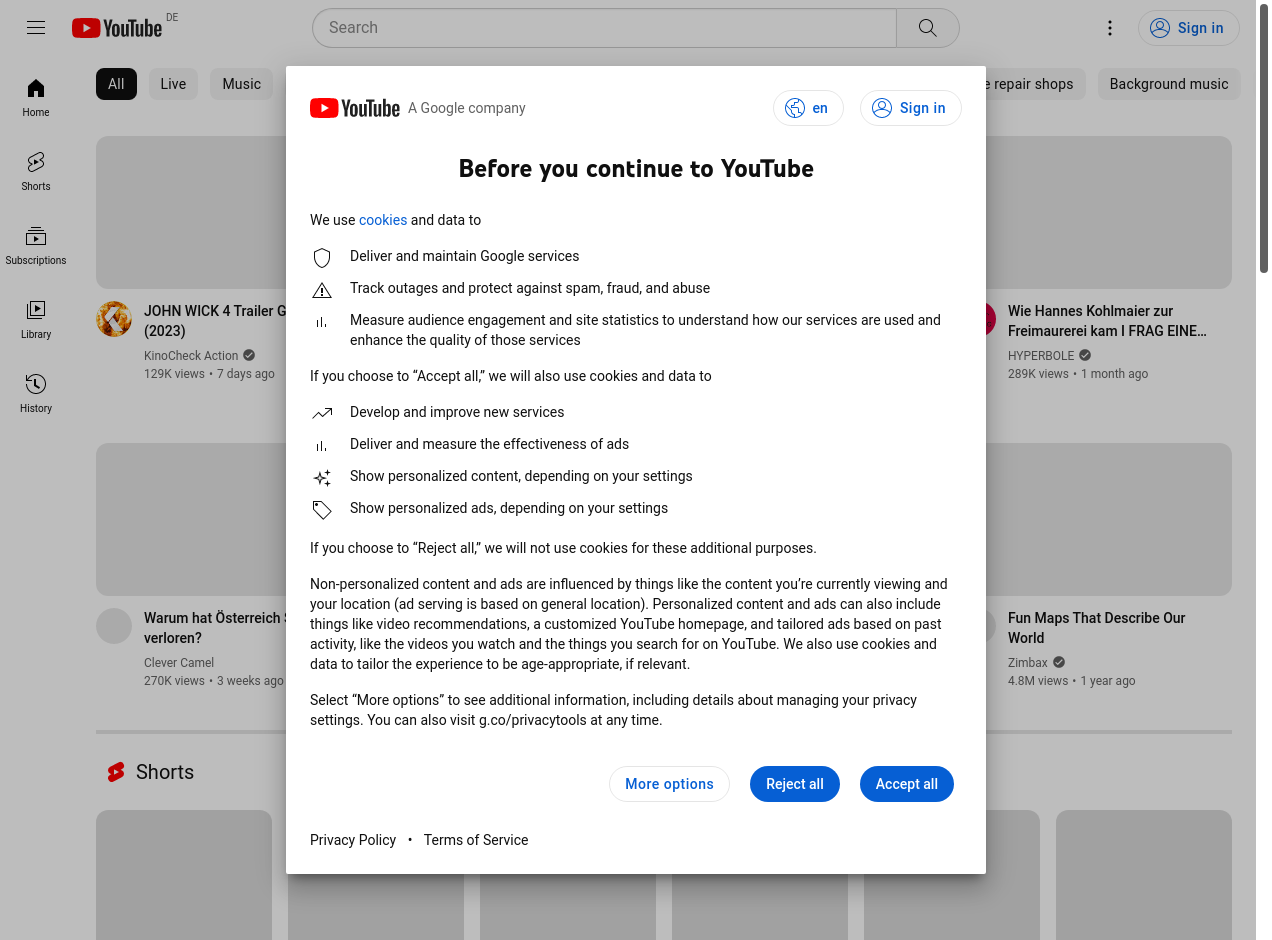 YouTube DE
Search
Sign in
All
Live
Music
repair shops
Background music
Home
Shorts
Subscriptions
Library
History
YouTube A Google company
en
Sign in
Before you continue to YouTube
We use cookies and data to
Deliver and maintain Google services
Track outages and protect against spam, fraud, and abuse
Measure audience engagement and site statistics to understand how our services are used and
enhance the quality of those services
If you choose to “Accept all,” we will also use cookies and data to
Develop and improve new services
Deliver and measure the effectiveness of ads
Show personalized content, depending on your settings
Show personalized ads, depending on your settings
If you choose to “Reject all,” we will not use cookies for these additional purposes.
Non-personalized content and ads are influenced by things like the content you’re currently viewing and
your location (ad serving is based on general location). Personalized content and ads can also include
things like video recommendations, a customized YouTube homepage, and tailored ads based on past
activity, like the videos you watch and the things you search for on YouTube. We also use cookies and
data to tailor the experience to be age-appropriate, if relevant.
Select “More options” to see additional information, including details about managing your privacy
settings. You can also visit g.co/privacytools at any time.
More options
Reject all
Accept all
Privacy Policy • Terms of Service
JOHN WICK 4 Trailer G
(2023)
KinoCheck Action
129K views • 7 days ago
Wie Hannes Kohlmaier zur
Freimaurerei kam I FRAG EINE...
HYPERBOLE
289K views • 1 month ago
Warum hat Österreich S
verloren?
Clever Camel
270K views • 3 weeks ago
Fun Maps That Describe Our
World
Zimbax
4.8M views • 1 year ago
Shorts